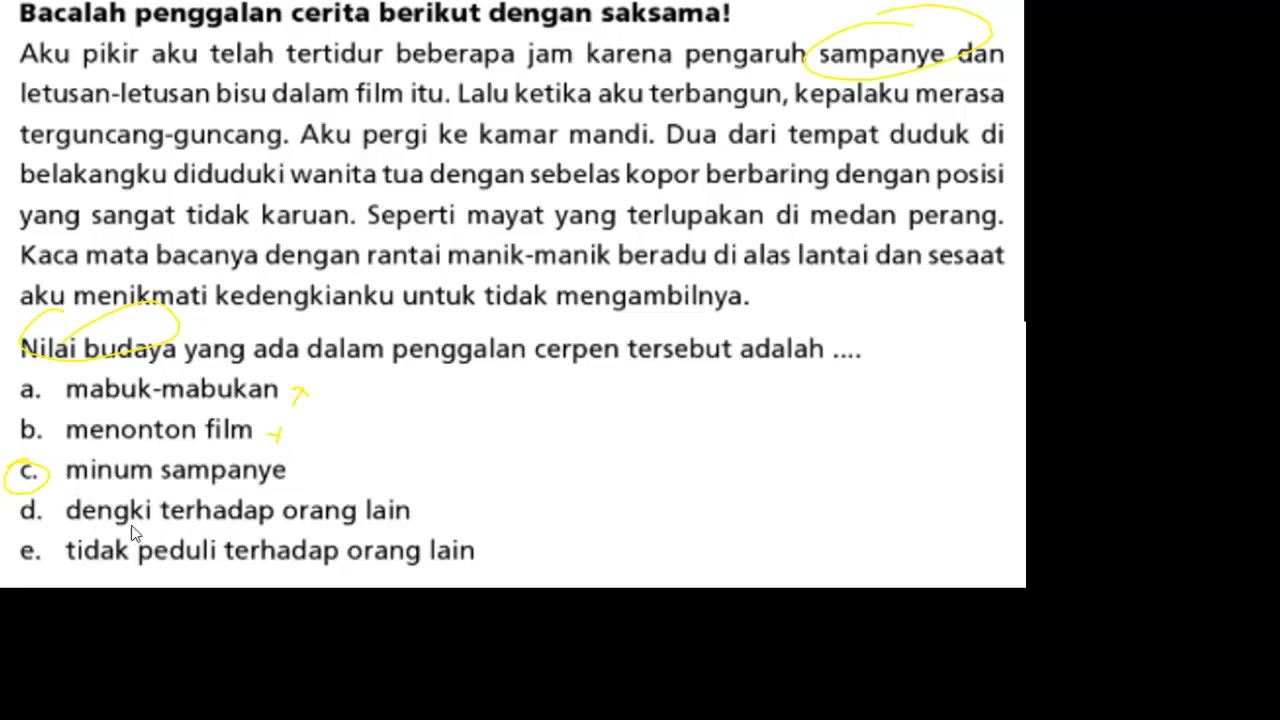 Bacalah penggalan cerita berikut dengan saksama!
Aku pikir aku telah tertidur beberapa jam karena pengaruh sampanye dan
letusan-letusan bisu dalam film itu. Lalu ketika aku terbangun, kepalaku merasa
terguncang-guncang. Aku pergi ke kamar mandi. Dua dari tempat duduk di
belakangku diduduki wanita tua dengan sebelas kopor berbaring dengan posisi
yang sangat tidak karuan. Seperti mayat yang terlupakan di medan perang.
Kaca mata bacanya dengan rantai manik-manik beradu di alas lantai dan sesaat
aku menikmati kedengkianku untuk tidak mengambilnya.
Nilai budaya yang ada dalam penggalan cerpen tersebut adalah ....
a. mabuk-mabukan
b. menonton film
c. minum sampanye
d. dengki terhadap orang lain
e. tidak peduli terhadap orang lain